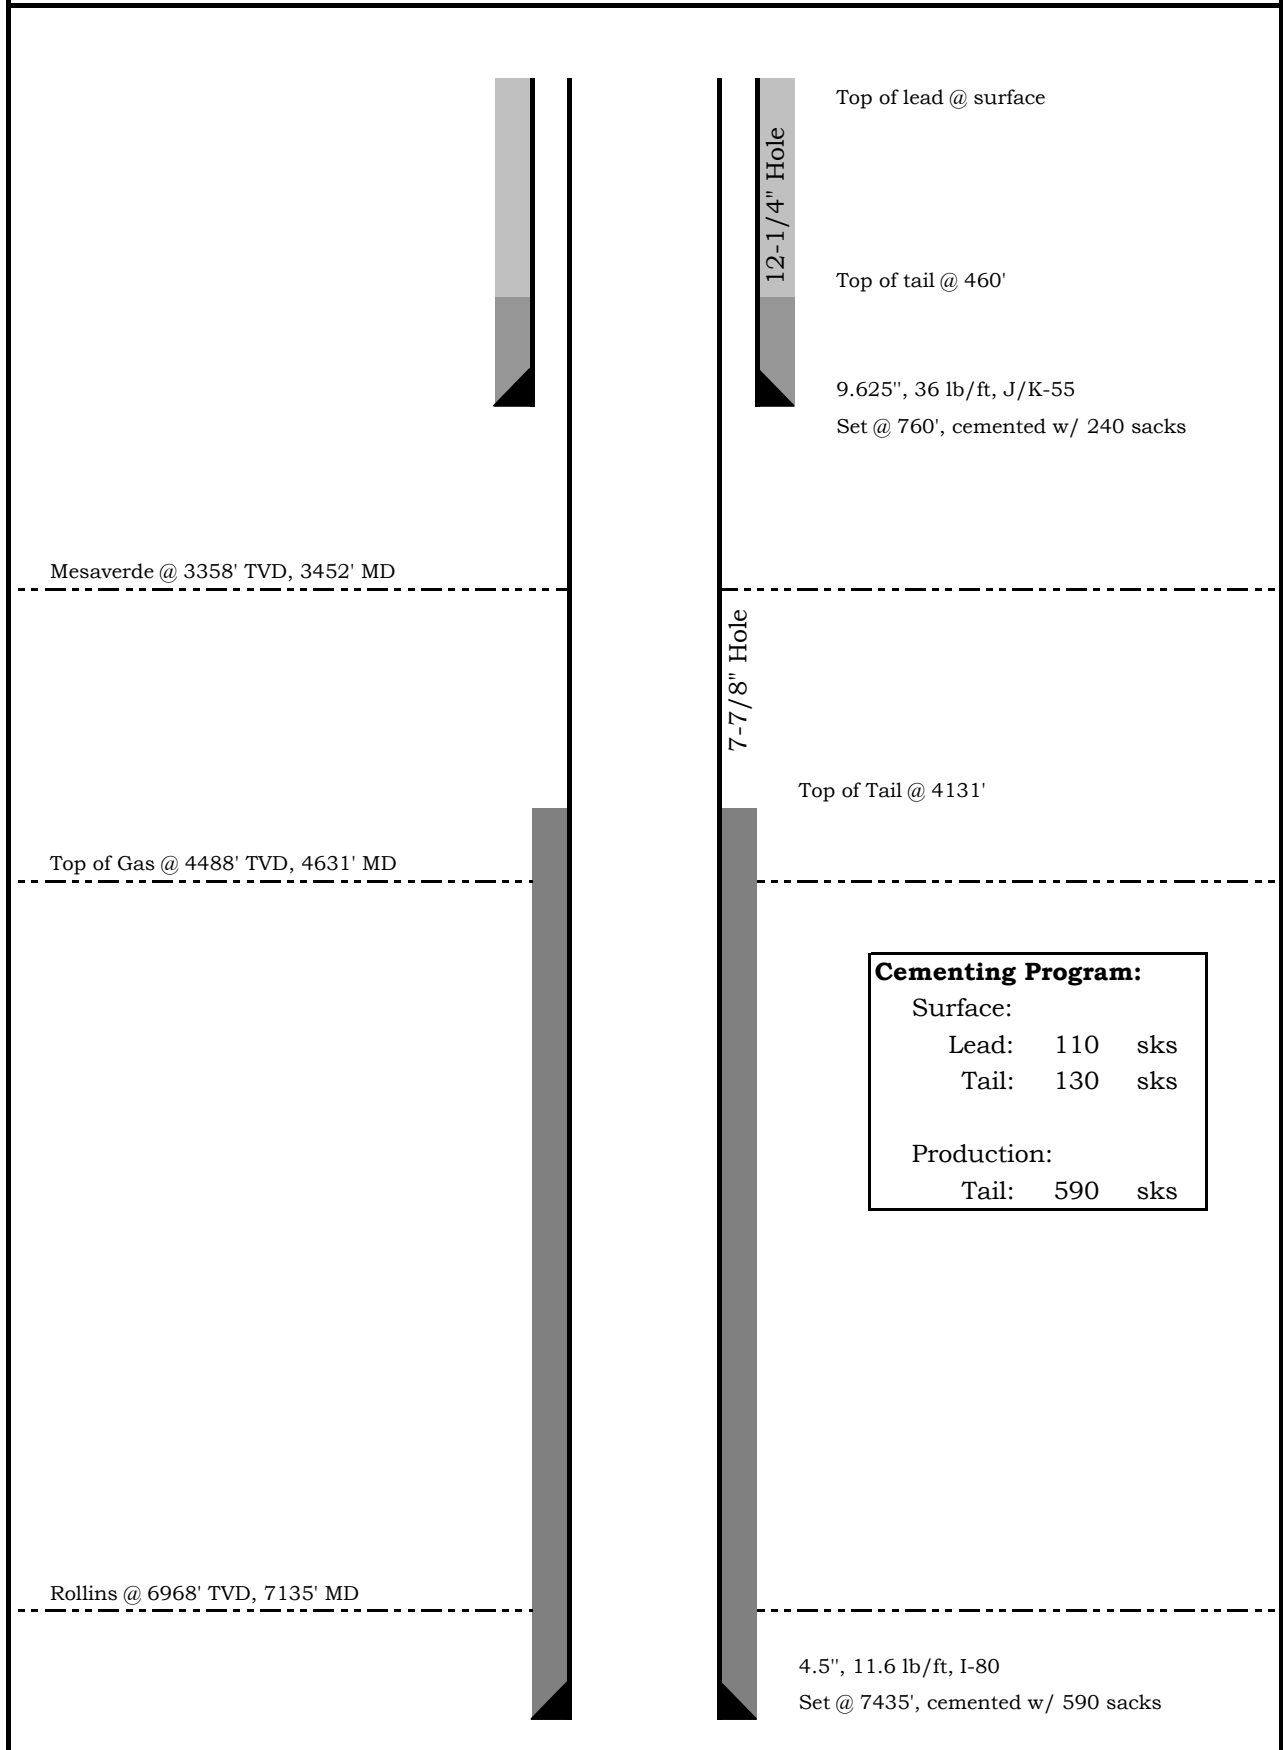 Top of lead @ surface
12-1/4" Hole
Top of tail @ 460'
9.625", 36 lb/ft, J/K-55
Set @ 760', cemented w/ 240 sacks
Mesaverde @ 3358' TVD, 3452' MD
7-7/8" Hole
Top of Tail @ 4131'
Top of Gas @ 4488' TVD, 4631' MD
Cementing Program:
Surface:
Lead: 110 sks
Tail: 130 sks
Production:
Tail: 590 sks
Rollins @ 6968' TVD, 7135' MD
4.5", 11.6 lb/ft, I-80
Set @ 7435', cemented w/ 590 sacks